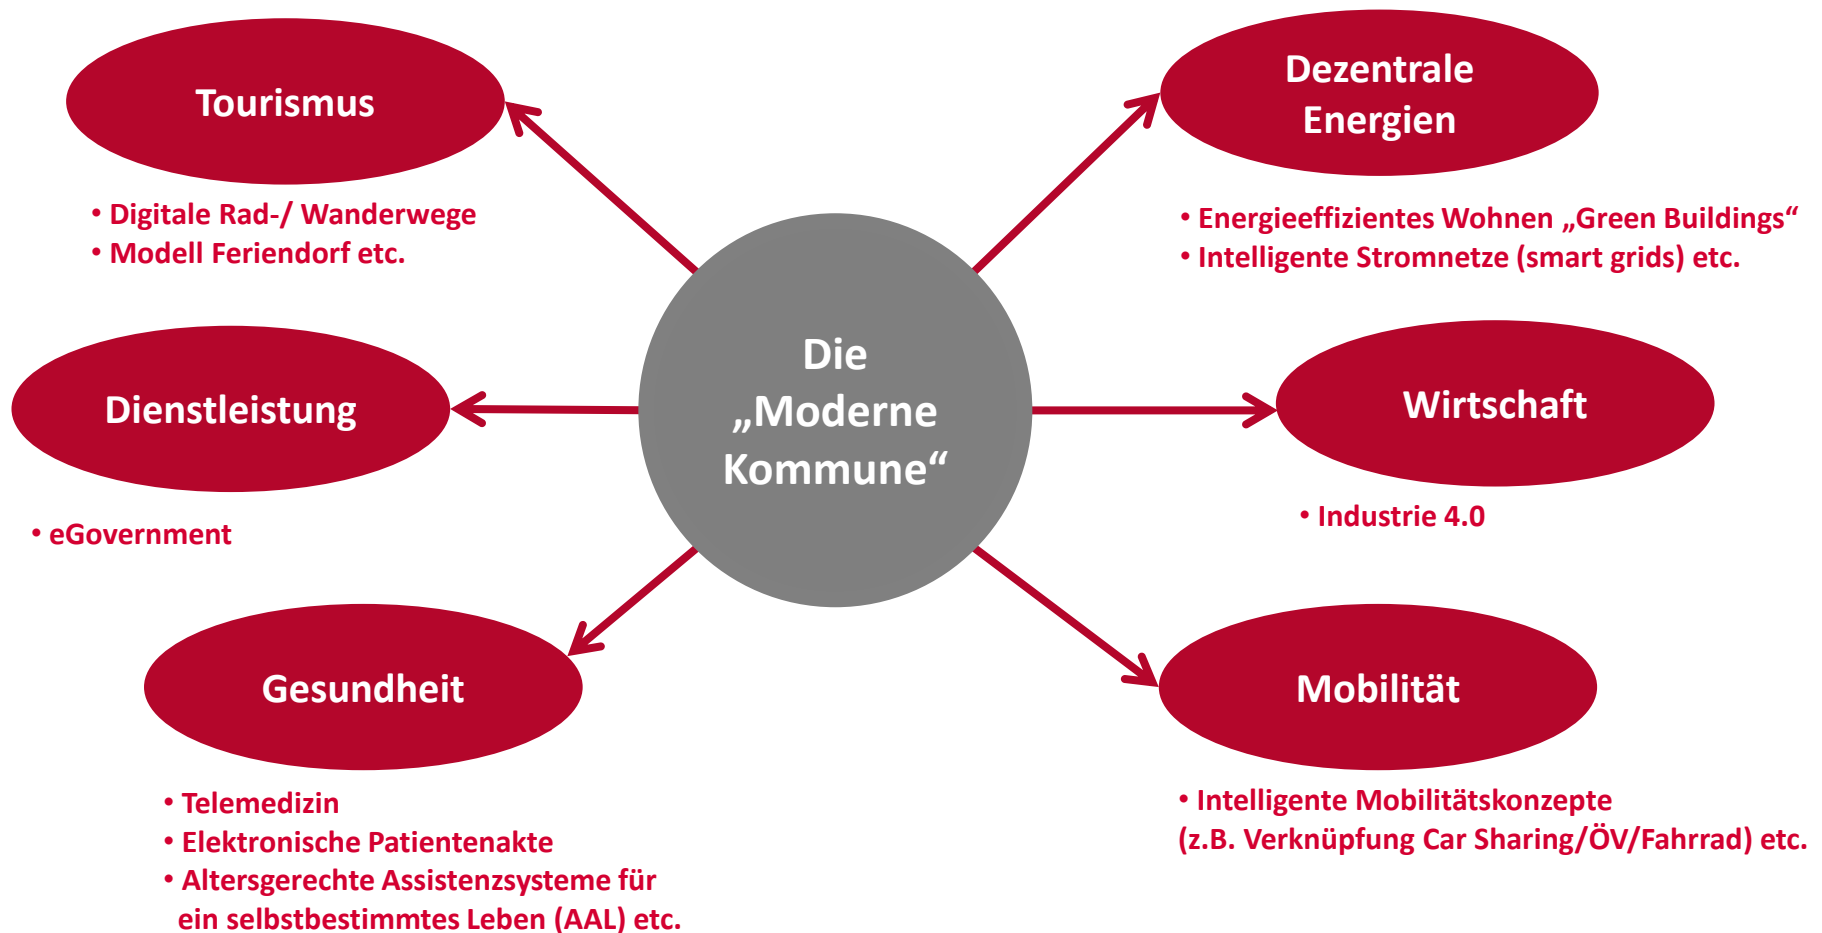 Tourismus
• Digitale Rad-/ Wanderwege
• Modell Feriendorf etc.
Dienstleistung
• eGovernment
Gesundheit
• Telemedizin
• Elektronische Patientenakte
• Altersgerechte Assistenzsysteme für
ein selbstbestimmtes Leben (AAL) etc.
Die
„Moderne
Kommune“
Dezentrale
Energien
• Energieeffizientes Wohnen „Green Buildings“
• Intelligente Stromnetze (smart grids) etc.
Wirtschaft
• Industrie 4.0
Mobilität
• Intelligente Mobilitätskonzepte
(z.B. Verknüpfung Car Sharing/ÖV/Fahrrad) etc.